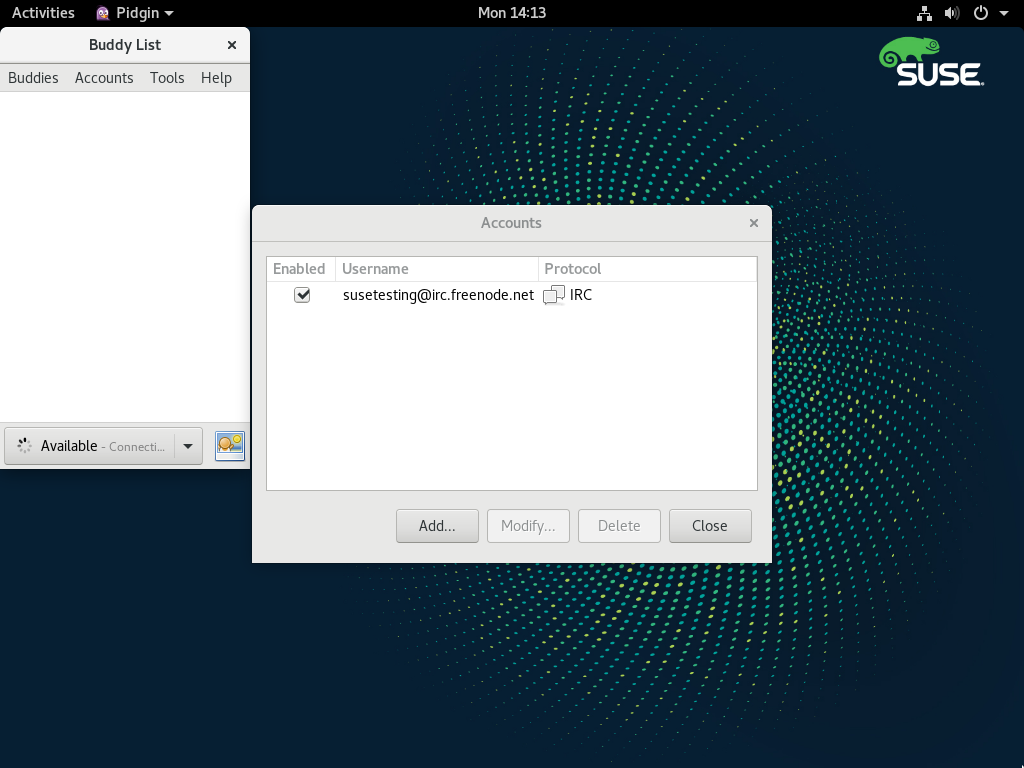 Activities Pidgin Mon 14:13
Buddy List
Buddies Accounts Tools Help
SUSE
Accounts
Enabled Username Protocol
susetesting@irc.freenode.net IRC
Available - Connecti...
Add... Modify... Delete Close